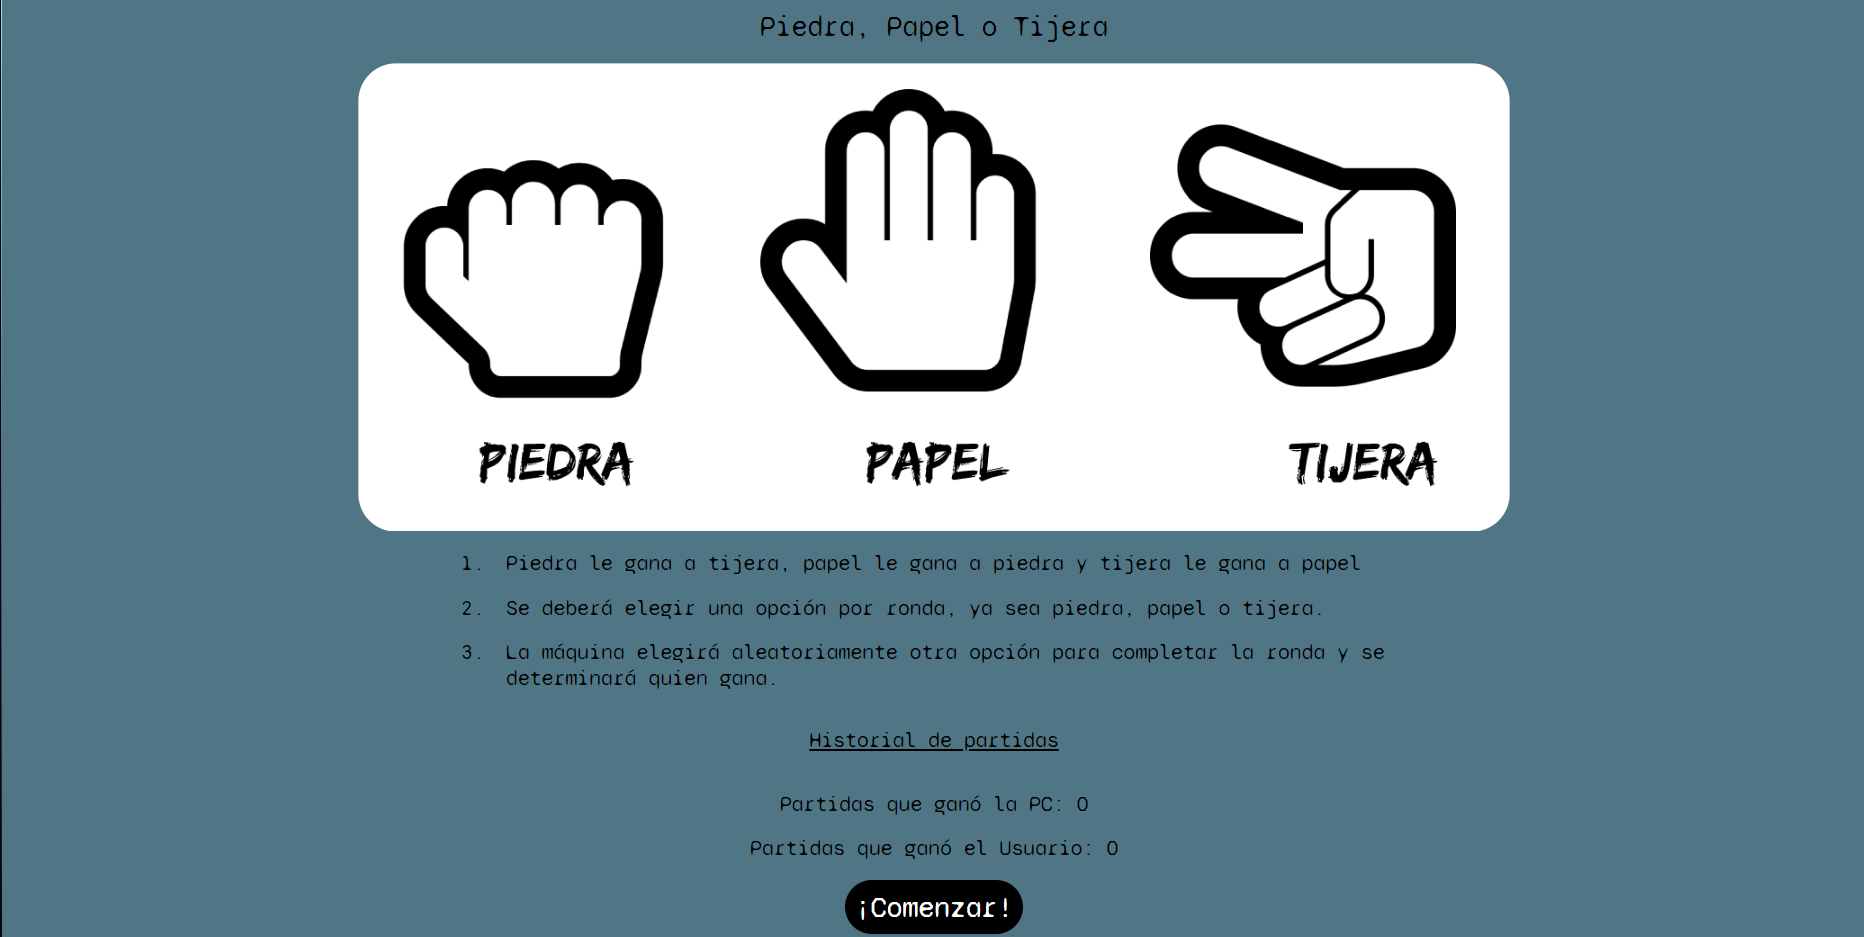 Piedra, Papel o Tijera
PIEDRA PAPEL TIJERA
1. Piedra le gana a tijera, papel le gana a piedra y tijera le gana a papel
2. Se deberá elegir una opción por ronda, ya sea piedra, papel o tijera.
3. La máquina elegirá aleatoriamente otra opción para completar la ronda y se
determinará quien gana.
Historial de partidas
Partidas que ganó la PC: 0
Partidas que ganó el Usuario: 0
¡Comenzar!